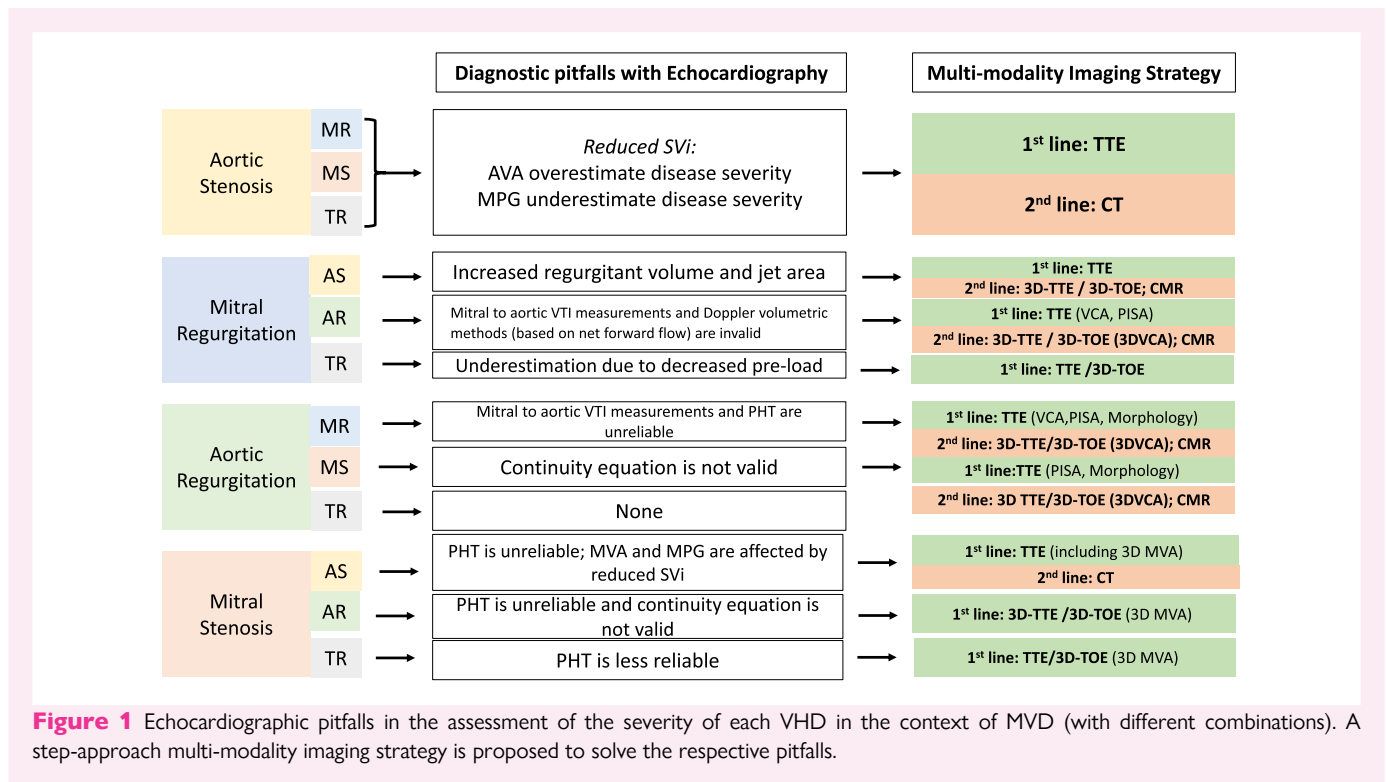 Diagnostic pitfalls with Echocardiography
Multi-modality Imaging Strategy
Aortic
Stenosis
MR
MS
TR
Reduced SVi:
AVA overestimate disease severity
MPG underestimate disease severity
1st line: TTE
2nd line: CT
Mitral
Regurgitation
AS
Increased regurgitant volume and jet area
1st line: TTE
2nd line: 3D-TTE / 3D-TOE; CMR
AR
Mitral to aortic VTI measurements and Doppler volumetric
methods (based on net forward flow) are invalid
1st line: TTE (VCA, PISA)
2nd line: 3D-TTE / 3D-TOE (3DVCA); CMR
TR
Underestimation due to decreased pre-load
1st line: TTE /3D-TOE
Aortic
Regurgitation
MR
Mitral to aortic VTI measurements and PHT are
unreliable
1st line: TTE (VCA,PISA, Morphology)
2nd line: 3D-TTE/3D-TOE (3DVCA); CMR
MS
Continuity equation is not valid
1st line:TTE (PISA, Morphology)
2nd line: 3D TTE/3D-TOE (3DVCA); CMR
TR
None
Mitral
Stenosis
AS
PHT is unreliable; MVA and MPG are affected by
reduced SVi
1st line: TTE (including 3D MVA)
2nd line: CT
AR
PHT is unreliable and continuity equation is
not valid
1st line: 3D-TTE /3D-TOE (3D MVA)
TR
PHT is less reliable
1st line: TTE/3D-TOE (3D MVA)
Figure 1 Echocardiographic pitfalls in the assessment of the severity of each VHD in the context of MVD (with different combinations). A
step-approach multi-modality imaging strategy is proposed to solve the respective pitfalls.